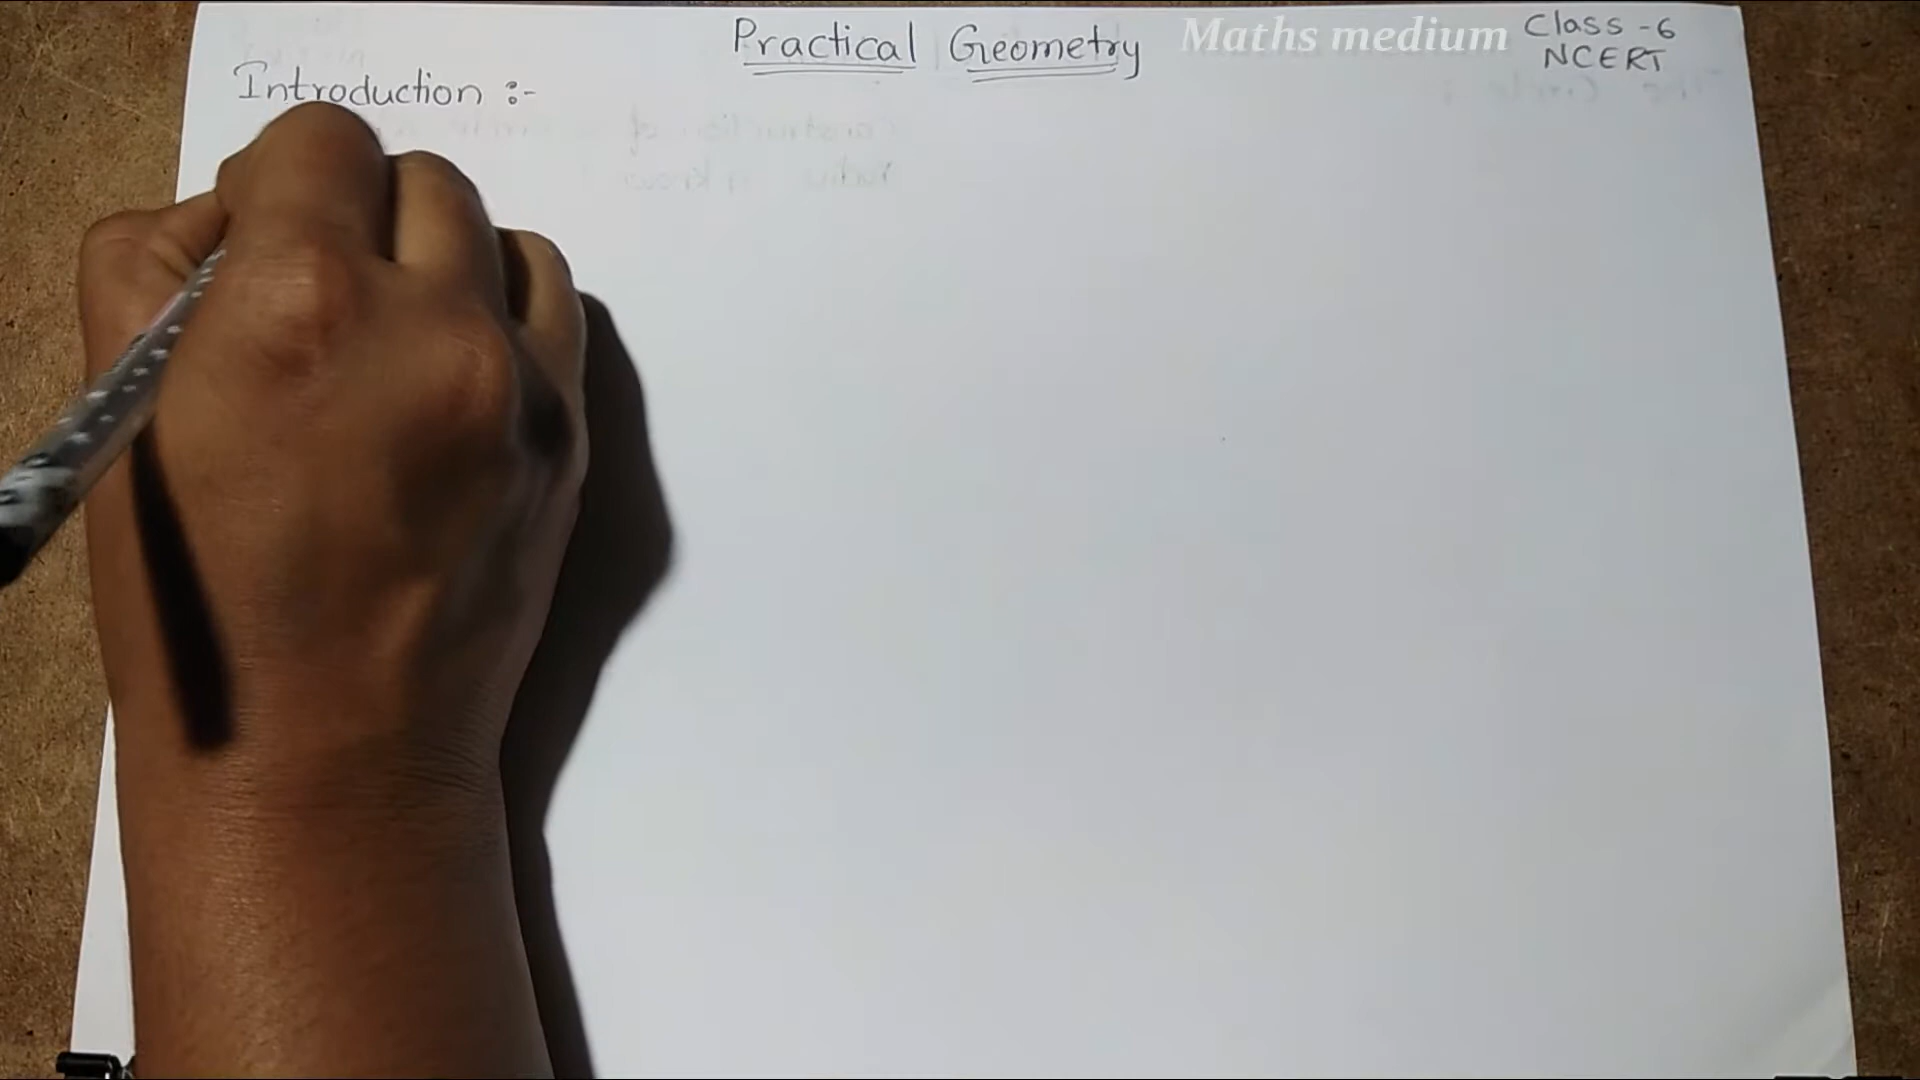 Practical Geometry
Maths medium
Class -6
NCERT
Introduction :-